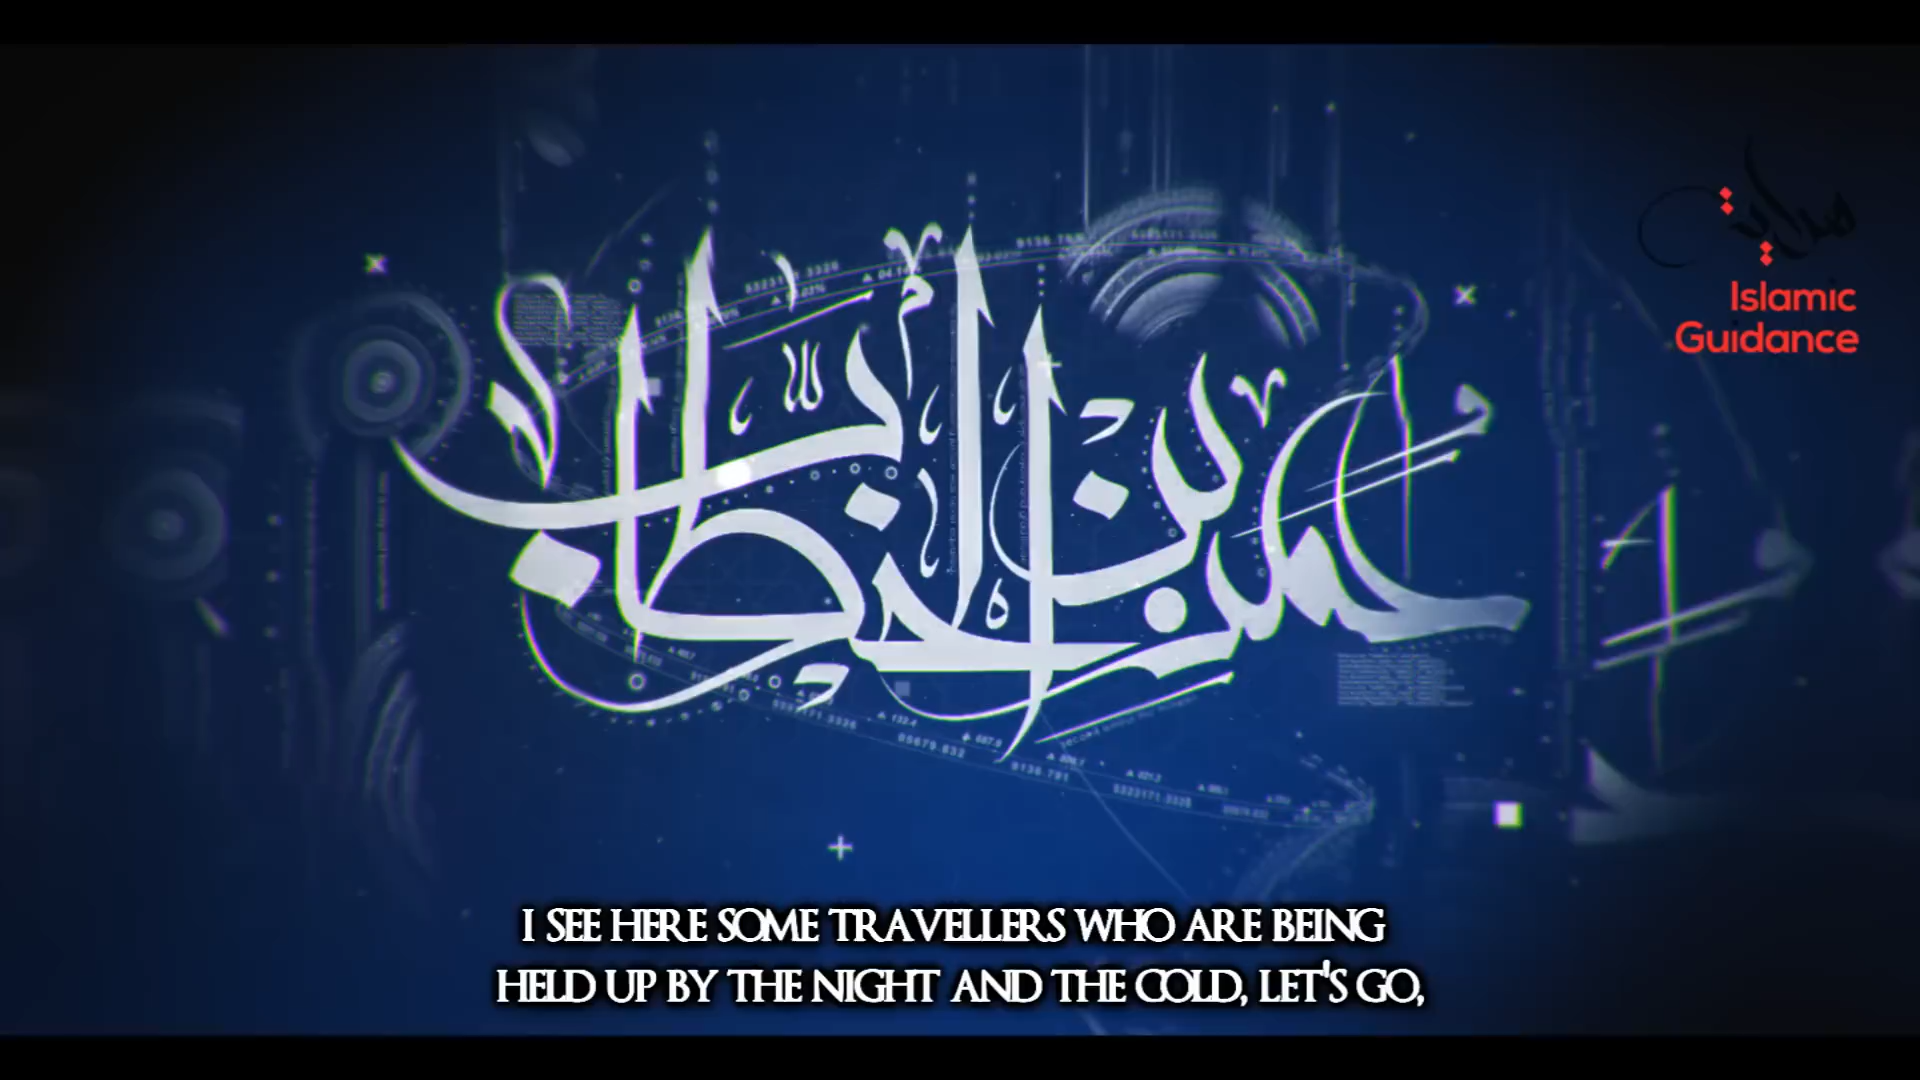 عمر بن الخطاب
هداية
Islamic
Guidance
I SEE HERE SOME TRAVELLERS WHO ARE BEING
HELD UP BY THE NIGHT AND THE COLD, LET'S GO,